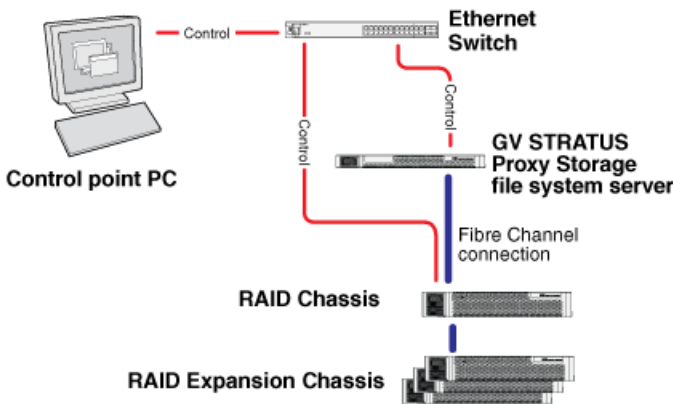 Control
Ethernet
Switch
Control
Control
GV STRATUS
Proxy Storage
file system server
Control point PC
Fibre Channel
connection
RAID Chassis
RAID Expansion Chassis